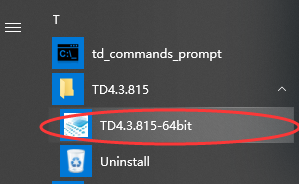 T
td_commands_prompt
TD4.3.815
TD4.3.815-64bit
Uninstall